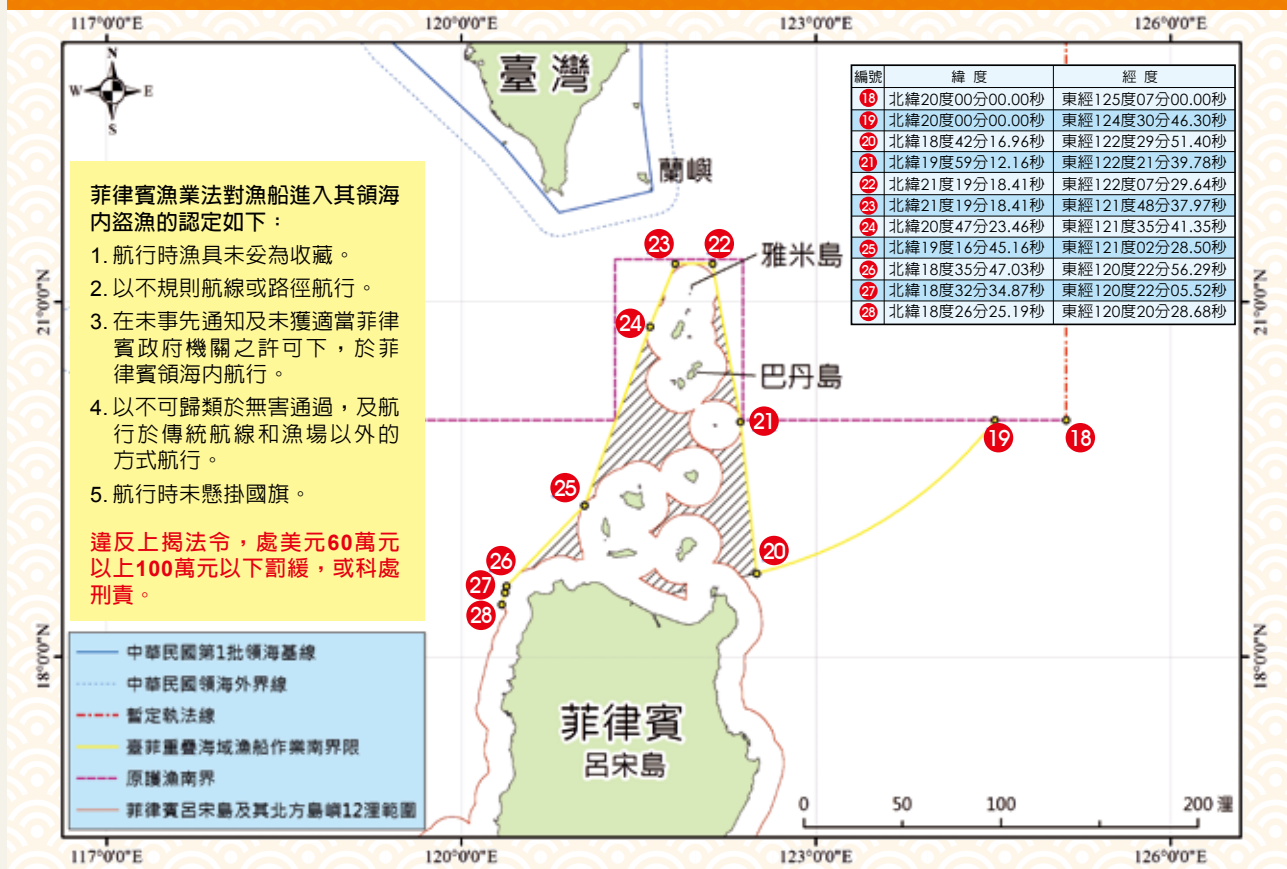 117°0'0"E
120°0'0"E
123°0'0"E
126°0'0"E
N
W
E
S
臺灣
蘭嶼
編號 緯度 經度
18 北緯20度00分00.00秒 東經125度07分00.00秒
19 北緯20度00分00.00秒 東經124度30分46.30秒
20 北緯18度42分16.96秒 東經122度29分51.40秒
21 北緯19度59分12.16秒 東經122度21分39.78秒
22 北緯21度19分18.41秒 東經122度07分29.64秒
23 北緯21度19分18.41秒 東經121度48分37.97秒
24 北緯20度47分23.46秒 東經121度35分41.35秒
25 北緯19度16分45.16秒 東經121度02分28.50秒
26 北緯18度35分47.03秒 東經120度22分56.29秒
27 北緯18度32分34.87秒 東經120度22分05.52秒
28 北緯18度26分25.19秒 東經120度20分28.68秒
菲律賓漁業法對漁船進入其領海
內盜漁的認定如下：
1. 航行時漁具未妥為收藏。
2. 以不規則航線或路徑航行。
3. 在未事先通知及未獲適當菲律
賓政府機關之許可下，於菲
律賓領海內航行。
4. 以不可歸類於無害通過，及航
行於傳統航線和漁場以外的
方式航行。
5. 航行時未懸掛國旗。
違反上揭法令，處美元60萬元
以上100萬元以下罰緩，或科處
刑責。
23
22
雅米島
21°0'0"N
21°0'0"N
24
巴丹島
21
19
18
25
20
26
27
28
18°0'0"N
18°0'0"N
中華民國第1批領海基線
中華民國領海外界線
暫定執法線
臺菲重疊海域漁船作業南界限
原護漁南界
菲律賓呂宋島及其北方島嶼12浬範圍
菲律賓
呂宋島
0 50 100 200 浬
117°0'0"E
120°0'0"E
123°0'0"E
126°0'0"E